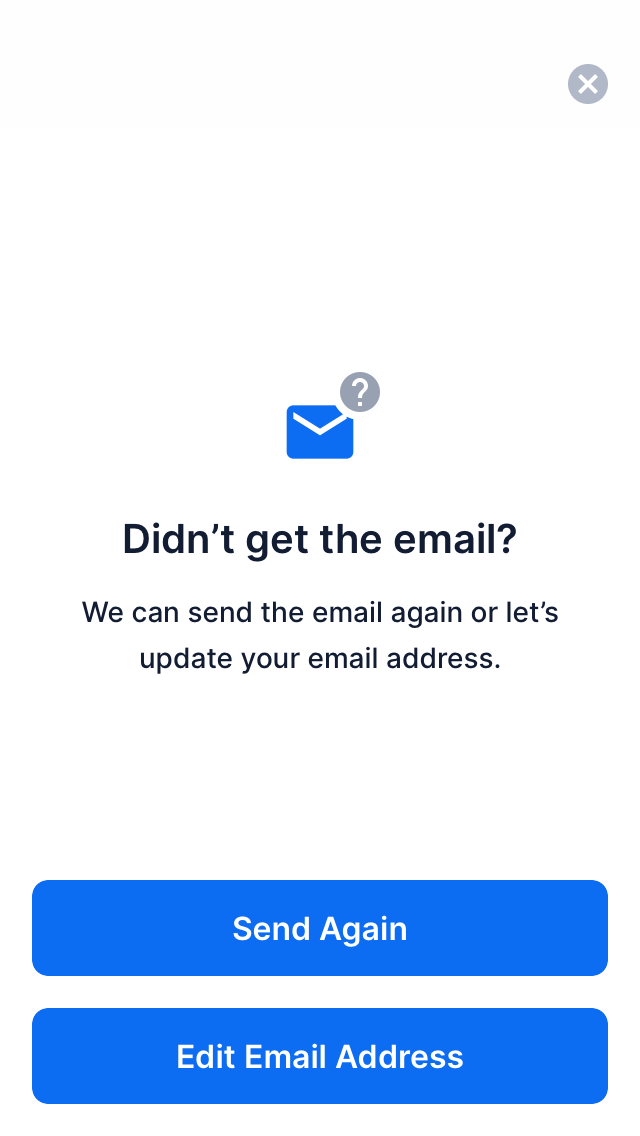 Didn’t get the email?
We can send the email again or let’s
update your email address.
Send Again
Edit Email Address